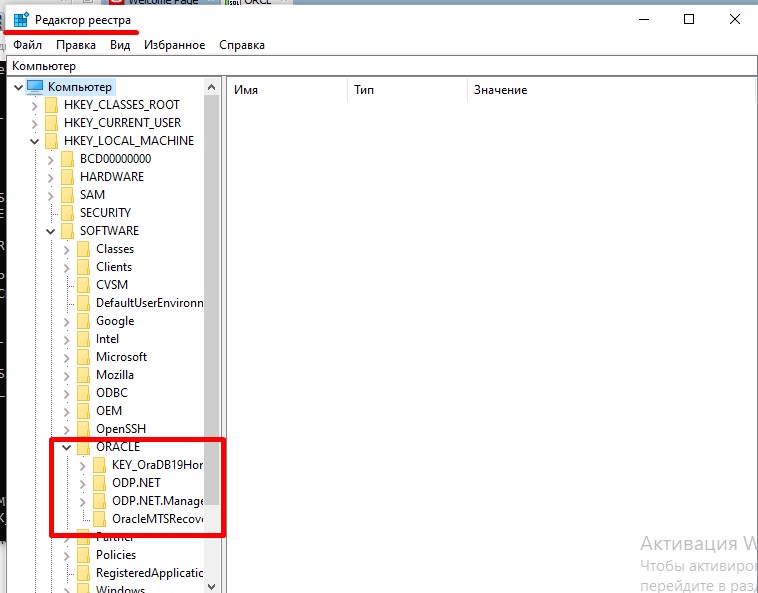 Welcome Page
ORCL
Редактор реестра
Файл Правка Вид Избранное Справка
Компьютер
Компьютер
HKEY_CLASSES_ROOT
HKEY_CURRENT_USER
HKEY_LOCAL_MACHINE
BCD00000000
HARDWARE
SAM
SECURITY
SOFTWARE
Classes
Clients
CVSM
DefaultUserEnvironn
Google
Intel
Microsoft
Mozilla
ODBC
OEM
OpenSSH
ORACLE
KEY_OraDB19Hor
ODP.NET
ODP.NET.Manage
OracleMTSRecove
Partner
Policies
RegisteredApplicatic
Windows
Имя Тип Значение
Активация W
Чтобы активиров
перейдите в разд